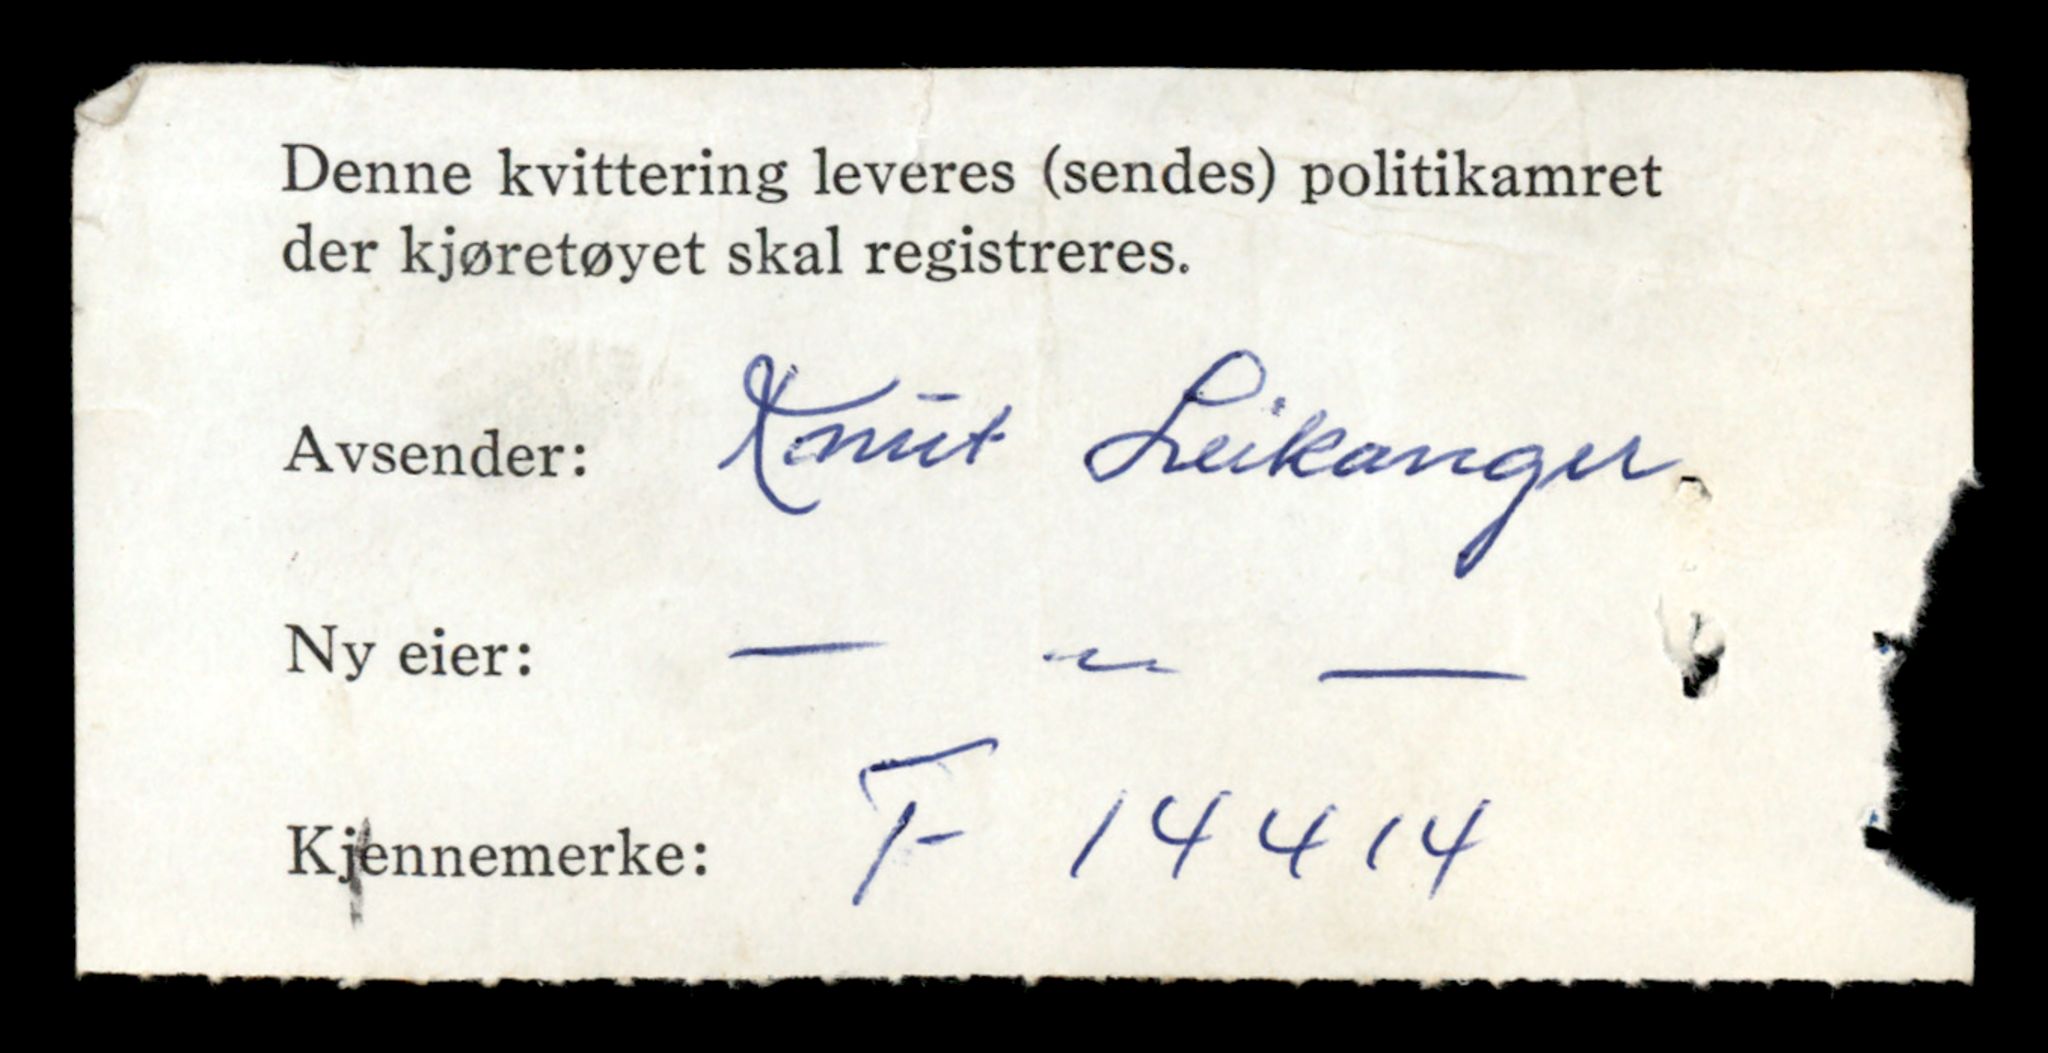 Denne kvittering leveres (sendes) politikamret
der kjøretøyet skal registreres.
Avsender: Knut Leikanger
Ny eier: — " —
Kjennemerke: F 14414